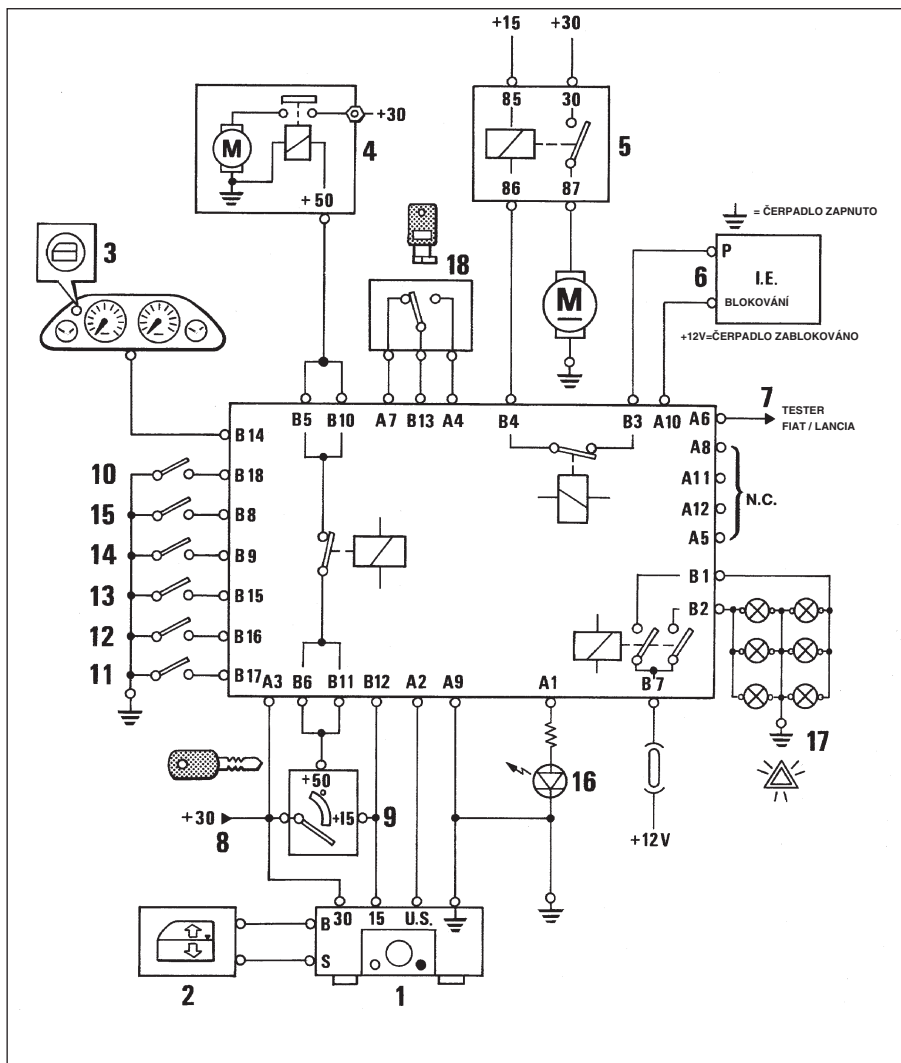 +15 +30
85 30
+30
M 4
5
86 87
+50
= ČERPADLO ZAPNUTO
3
18
P
6 I.E.
BLOKOVÁNÍ
M
+12V=ČERPADLO ZABLOKOVÁNO
7
B5 B10 A7 B13 A4 B4 B3 A10 A6
TESTER
FIAT / LANCIA
B14
A8
10 B18
A11
N.C.
15 B8
A12
A5
14 B9
B1
13 B15
B2
12 B16
11 B17
A3 B6 B11 B12 A2 A9 A1 B7
17
+50
16
+30 +15 9
8
+12V
B 30 15 U.S.
S
2 1